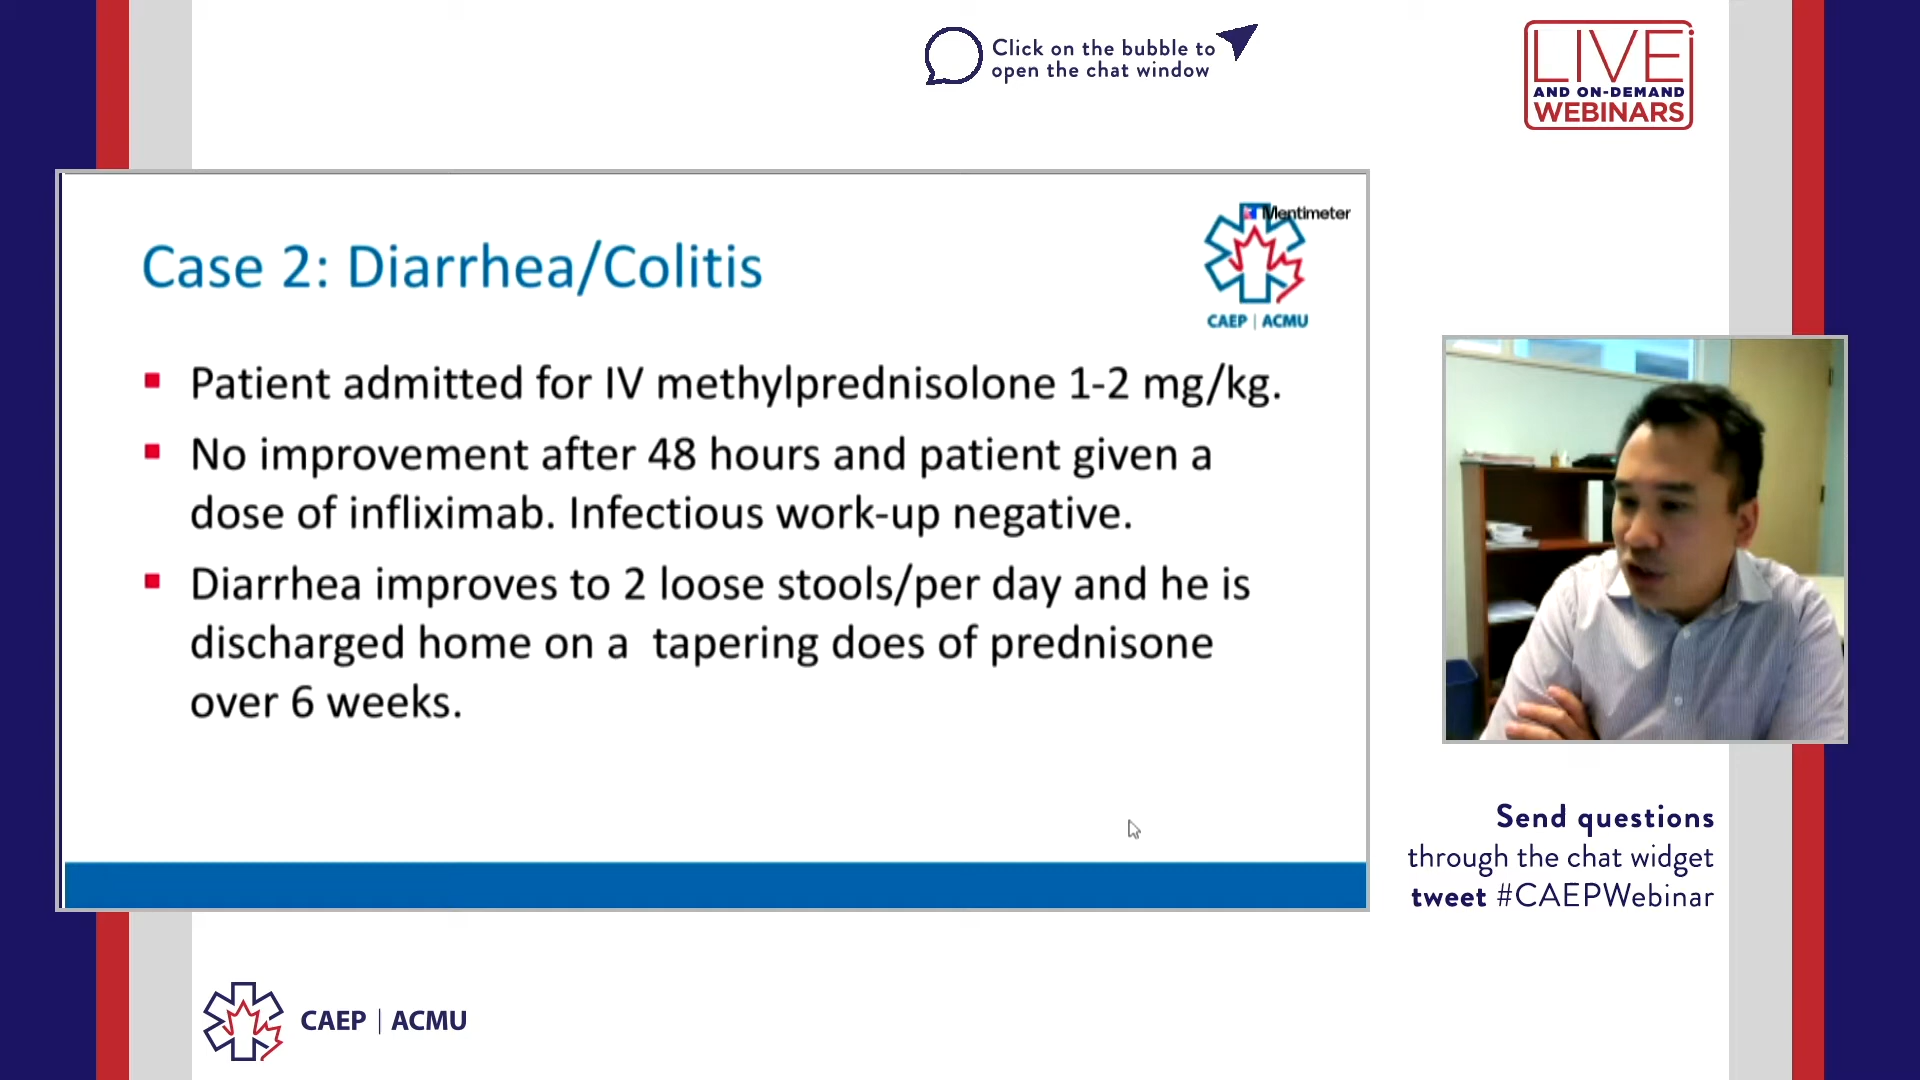 Click on the bubble to
open the chat window
LIVE
AND ON-DEMAND
WEBINARS
Mentimeter
CAEP | ACMU
Case 2: Diarrhea/Colitis
Patient admitted for IV methylprednisolone 1-2 mg/kg.
No improvement after 48 hours and patient given a
dose of infliximab. Infectious work-up negative.
Diarrhea improves to 2 loose stools/per day and he is
discharged home on a  tapering does of prednisone
over 6 weeks.
Send questions
through the chat widget
tweet #CAEPWebinar
CAEP | ACMU